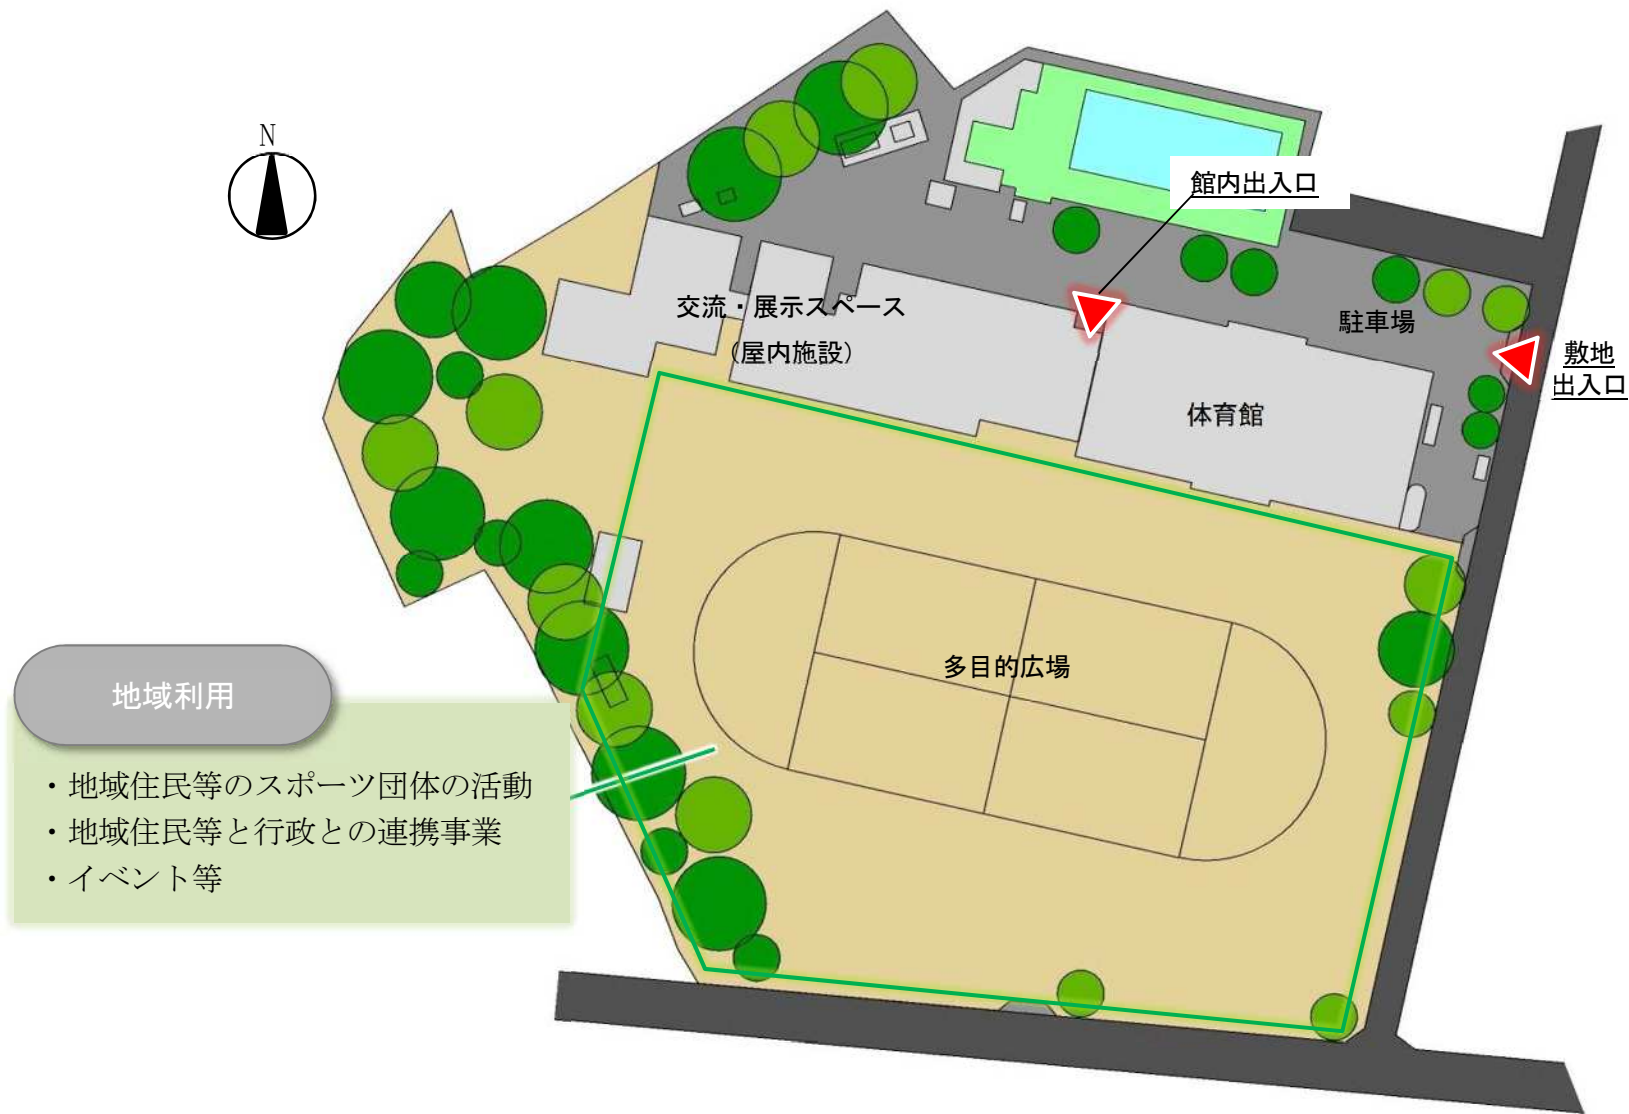 N
館内出入口
交流・展示スペース
（屋内施設）
駐車場
敷地
出入口
体育館
多目的広場
地域利用
・地域住民等のスポーツ団体の活動
・地域住民等と行政との連携事業
・イベント等